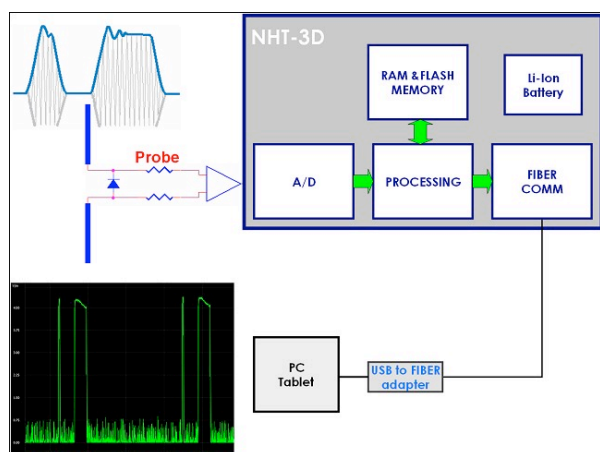 NHT-3D
RAM & FLASH
MEMORY
Li-Ion
Battery
Probe
A/D
PROCESSING
FIBER
COMM
PC
Tablet
USB to FIBER
adapter